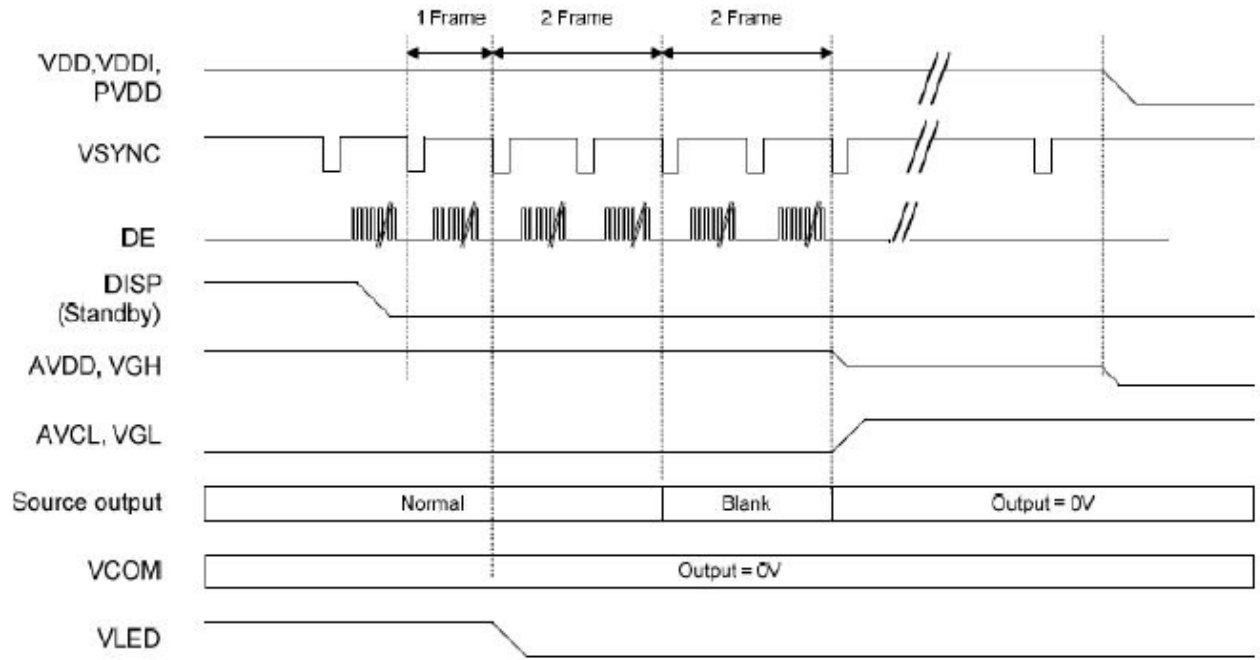 1 Frame 2 Frame 2 Frame
VDD,VDDI,
PVDD
VSYNC
DE
DISP
(Standby)
AVDD, VGH
AVCL, VGL
Source output Normal Blank Output = 0V
VCOM Output = 0V
VLED